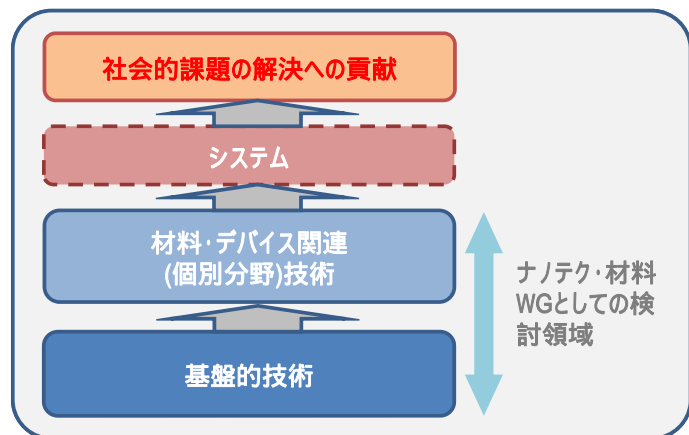 社会的課題の解決への貢献
システム
材料・デバイス関連
(個別分野)技術
基盤的技術
ナノテク・材料
WGとしての検
討領域